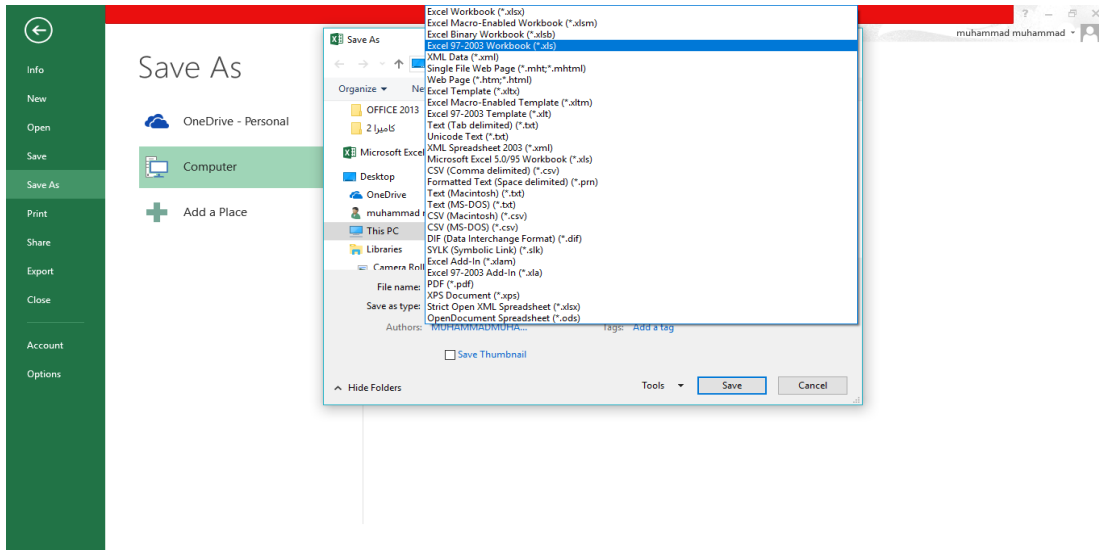 ?
muhammad muhammad
Info
New
Open
Save
Save As
Print
Share
Export
Close
Account
Options
Save As
OneDrive - Personal
Computer
Add a Place
Save As
Organize
OFFICE 2013
كاميرا 2
Microsoft Excel
Desktop
OneDrive
muhammad
This PC
Libraries
Camera Roll
File name:
Save as type:
Authors: MUHAMMADMUHA...
Tags: Add a tag
Save Thumbnail
Hide Folders
Tools
Save
Cancel
Excel Workbook (*.xlsx)
Excel Macro-Enabled Workbook (*.xlsm)
Excel Binary Workbook (*.xlsb)
Excel 97-2003 Workbook (*.xls)
XML Data (*.xml)
Single File Web Page (*.mht;*.mhtml)
Web Page (*.htm;*.html)
Excel Template (*.xltx)
Excel Macro-Enabled Template (*.xltm)
Excel 97-2003 Template (*.xlt)
Text (Tab delimited) (*.txt)
Unicode Text (*.txt)
XML Spreadsheet 2003 (*.xml)
Microsoft Excel 5.0/95 Workbook (*.xls)
CSV (Comma delimited) (*.csv)
Formatted Text (Space delimited) (*.prn)
Text (Macintosh) (*.txt)
Text (MS-DOS) (*.txt)
CSV (Macintosh) (*.csv)
CSV (MS-DOS) (*.csv)
DIF (Data Interchange Format) (*.dif)
SYLK (Symbolic Link) (*.slk)
Excel Add-In (*.xlam)
Excel 97-2003 Add-In (*.xla)
PDF (*.pdf)
XPS Document (*.xps)
Strict Open XML Spreadsheet (*.xlsx)
OpenDocument Spreadsheet (*.ods)